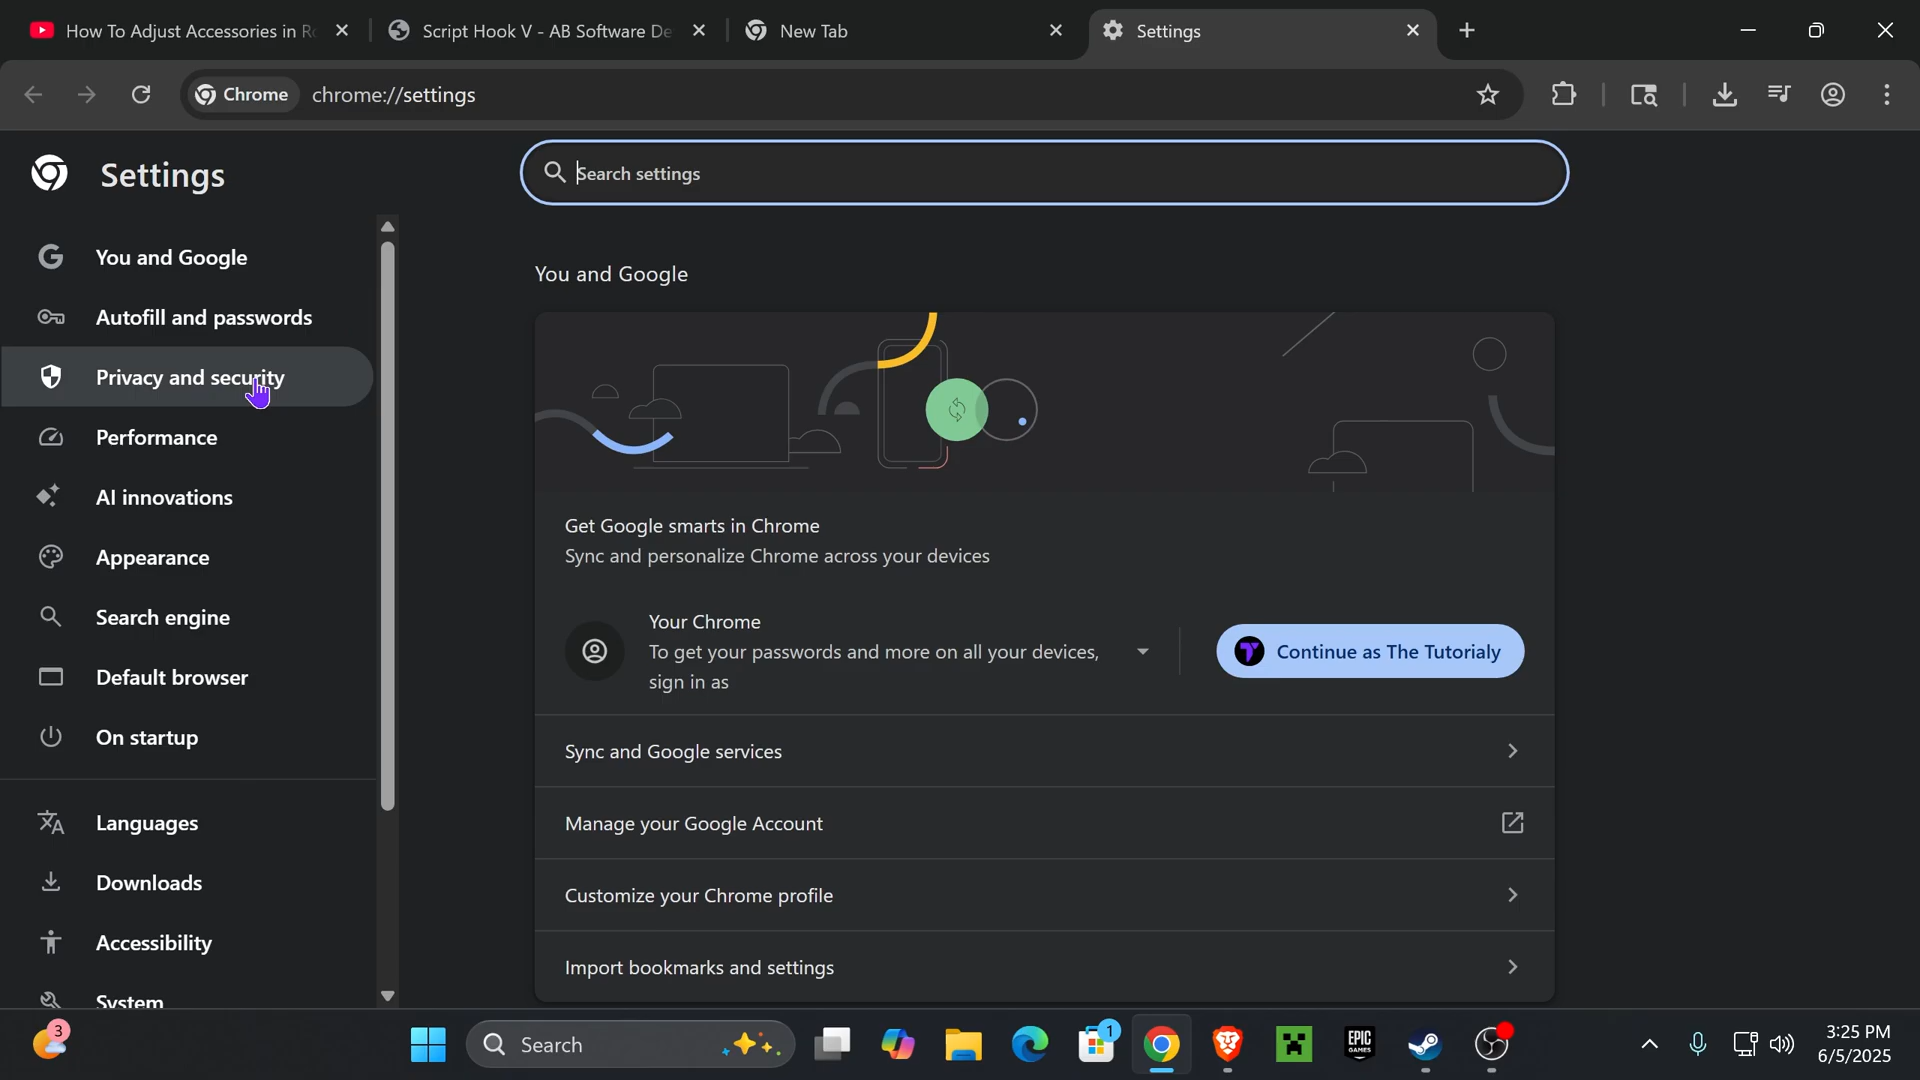 How To Adjust Accessories in Ro
Script Hook V - AB Software De
New Tab
Settings
Chrome
chrome://settings
Settings
Search settings
You and Google
Autofill and passwords
Privacy and security
Performance
AI innovations
Appearance
Search engine
Default browser
On startup
Languages
Downloads
Accessibility
System
You and Google
Get Google smarts in Chrome
Sync and personalize Chrome across your devices
Your Chrome
To get your passwords and more on all your devices,
sign in as
Continue as The Tutorialy
Sync and Google services
Manage your Google Account
Customize your Chrome profile
Import bookmarks and settings
3
Search
1
EPIC
GAMES
3:25 PM
6/5/2025